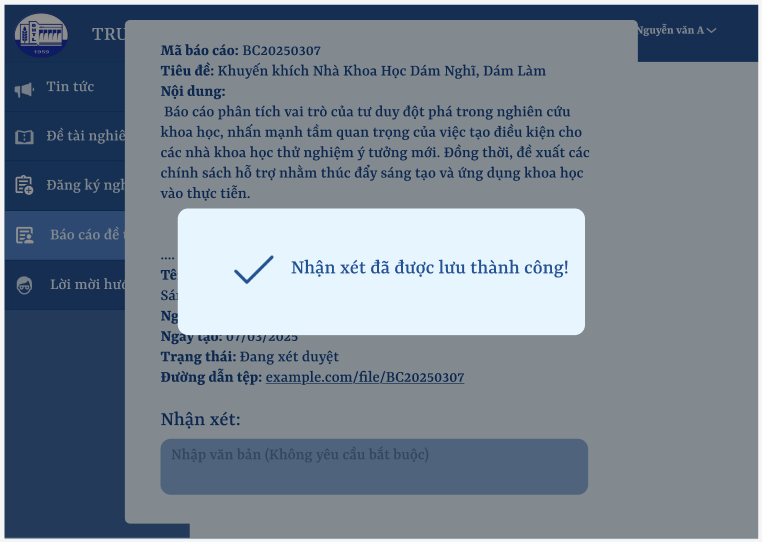 1990
TRU
Nguyễn văn A
Tin tức
Đề tài nghiê
Đăng ký ngh
Báo cáo đề t
Lời mời hướ
Mã báo cáo: BC20250307
Tiêu đề: Khuyến khích Nhà Khoa Học Dám Nghĩ, Dám Làm
Nội dung:
Báo cáo phân tích vai trò của tư duy đột phá trong nghiên cứu
khoa học, nhấn mạnh tầm quan trọng của việc tạo điều kiện cho
các nhà khoa học thử nghiệm ý tưởng mới. Đồng thời, đề xuất các
chính sách hỗ trợ nhằm thúc đẩy sáng tạo và ứng dụng khoa học
vào thực tiễn.
....
Nhận xét đã được lưu thành công!
Tê
Sá
Ng
Ngày tạo: 07/03/2025
Trạng thái: Đang xét duyệt
Đường dẫn tệp: example.com/file/BC20250307
Nhận xét:
Nhập văn bản (Không yêu cầu bắt buộc)